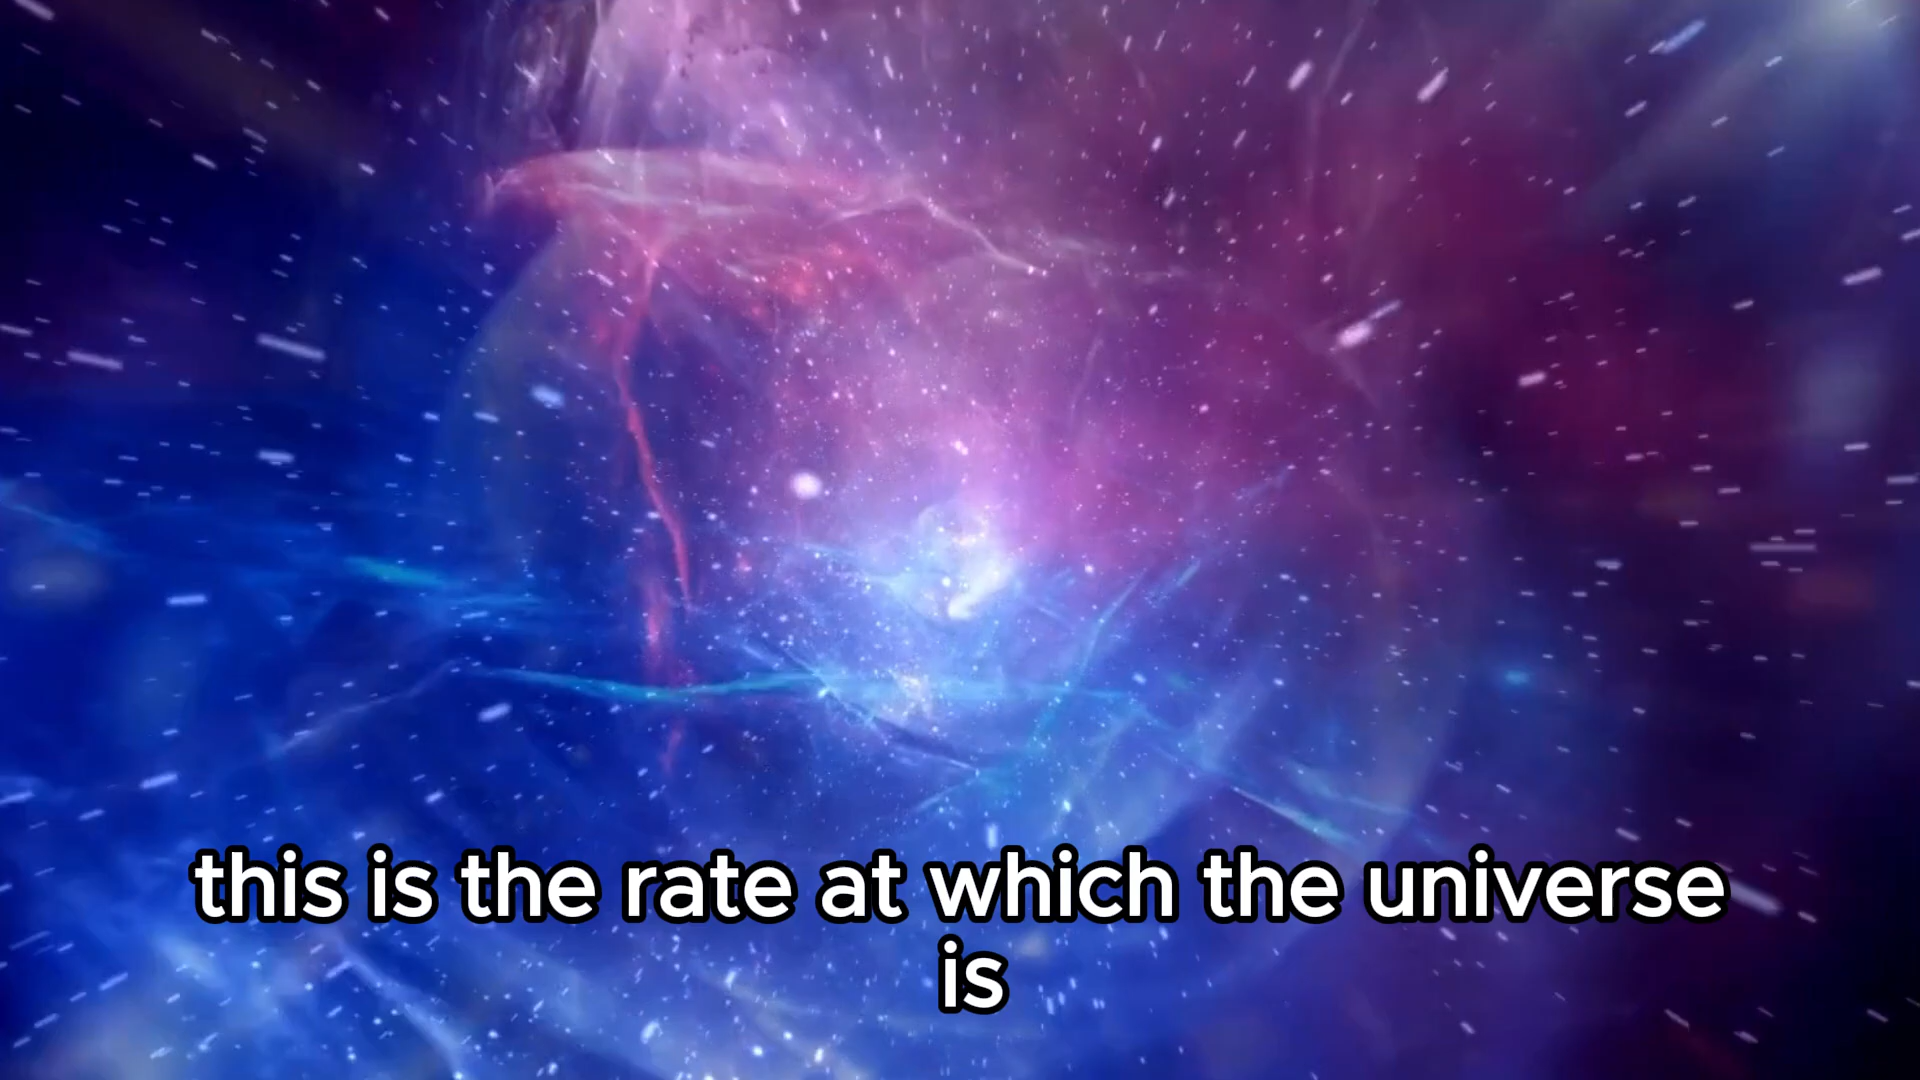 this is the rate at which the universe
is